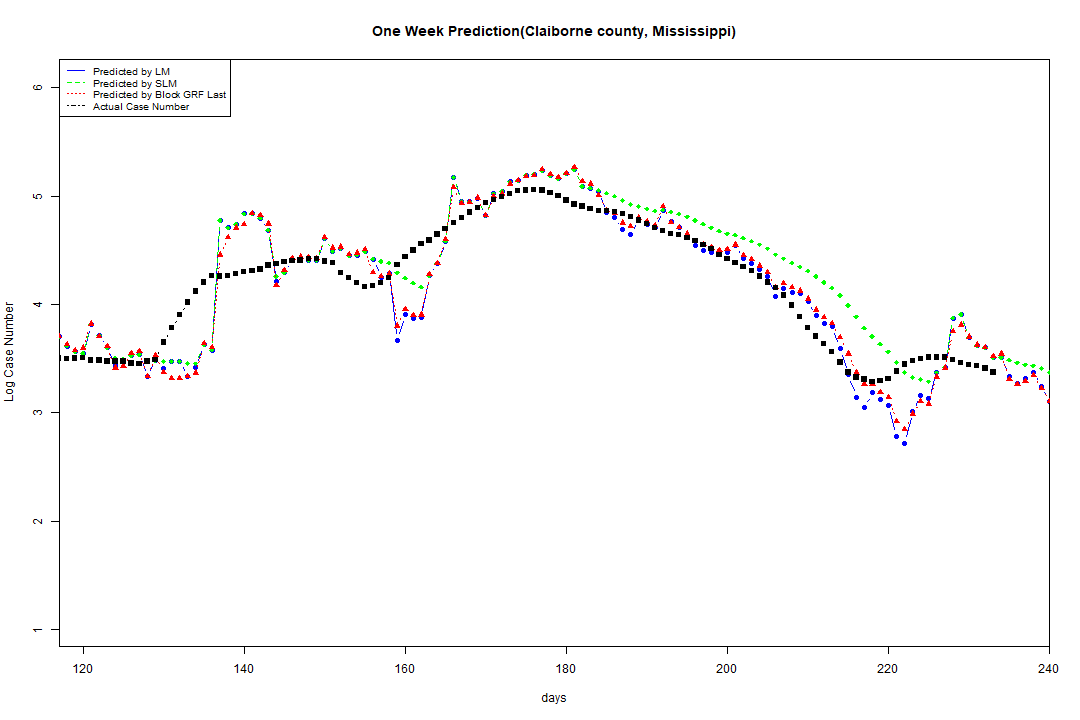 One Week Prediction(Claiborne county, Mississippi)
Predicted by LM
Predicted by SLM
Predicted by Block GRF Last
Actual Case Number
6
5
4
3
2
1
Log Case Number
120 140 160 180 200 220 240
days